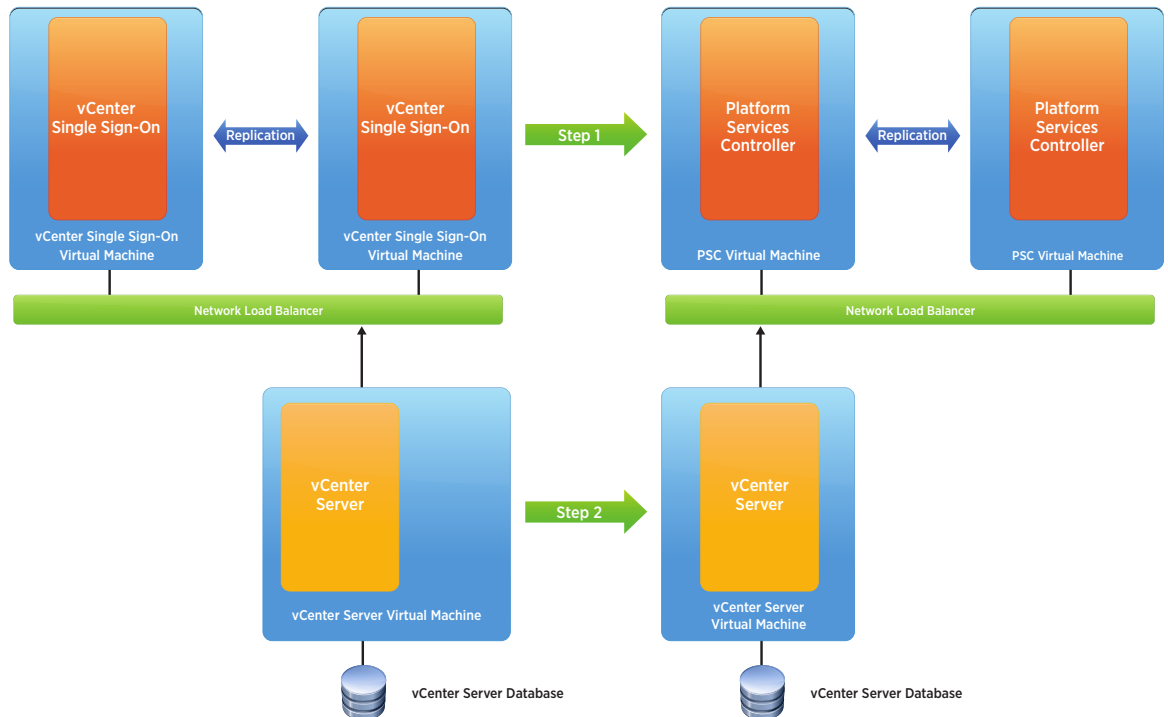 vCenter
Single Sign-On
Replication
vCenter
Single Sign-On
Step 1
Platform
Services
Controller
Replication
Platform
Services
Controller
vCenter Single Sign-On
Virtual Machine
vCenter Single Sign-On
Virtual Machine
PSC Virtual Machine
PSC Virtual Machine
Network Load Balancer
Network Load Balancer
vCenter
Server
Step 2
vCenter
Server
vCenter Server Virtual Machine
vCenter Server
Virtual Machine
vCenter Server Database
vCenter Server Database